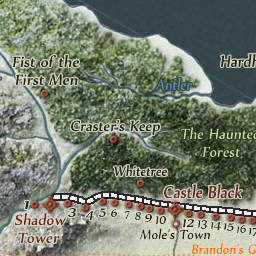 Fist of the
First Men
Antler
Hardh
Craster's Keep
The Haunted
Forest
Whitetree
Castle Black
1
3 4 5 6 7 8 9 10
12 13 14 15 16 17
Shadow
Tower
Mole's Town
Brandon's G